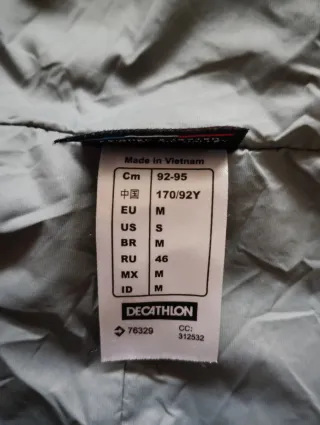 Made in Vietnam
Cm 92-95
中国 170/92Y
EU M
US S
BR M
RU 46
MX M
ID M
DECATHLON
76329 CC:
312532